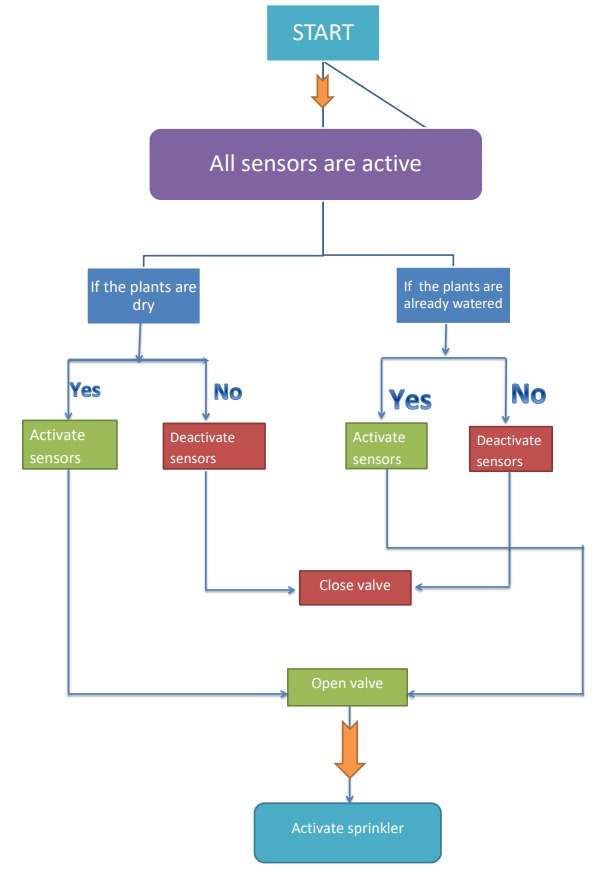 START
All sensors are active
If the plants are
dry
If  the plants are
already watered
Yes
No
Yes
No
Activate
sensors
Deactivate
sensors
Activate
sensors
Deactivate
sensors
Close valve
Open valve
Activate sprinkler